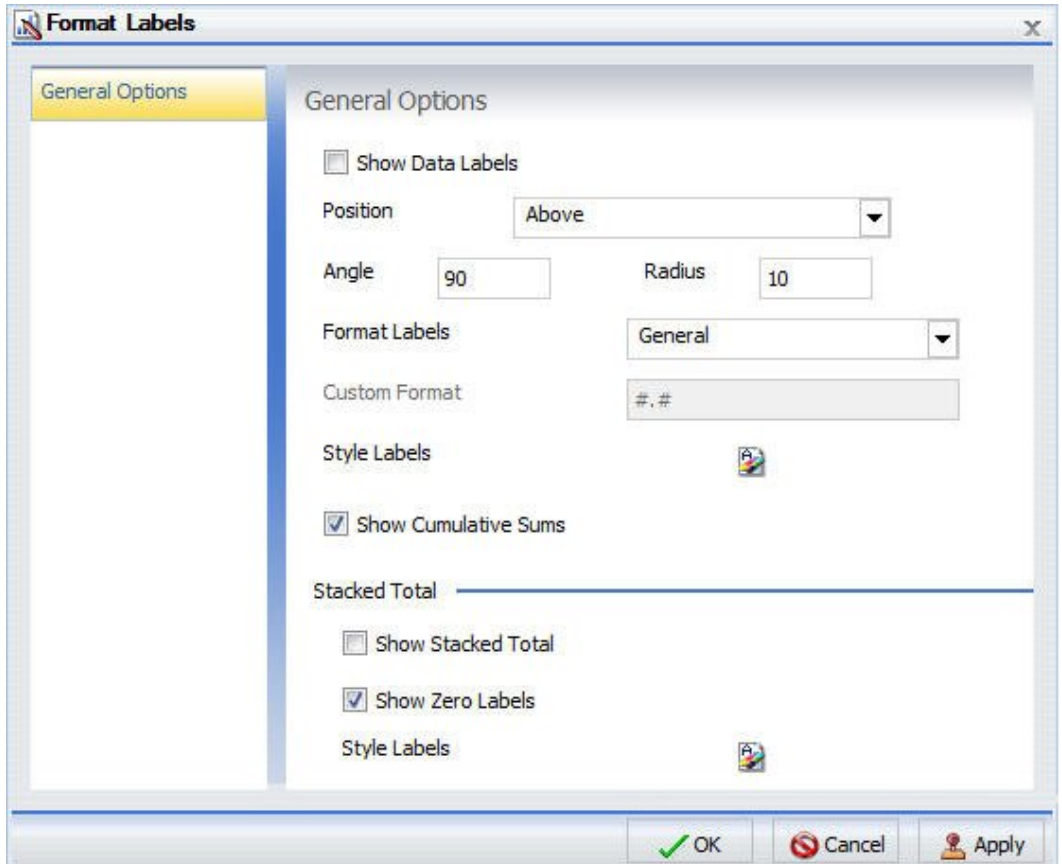 Format Labels
x
General Options
General Options
Show Data Labels
Position Above
Angle 90 Radius 10
Format Labels General
Custom Format #.#
Style Labels
Show Cumulative Sums
Stacked Total
Show Stacked Total
Show Zero Labels
Style Labels
OK Cancel Apply